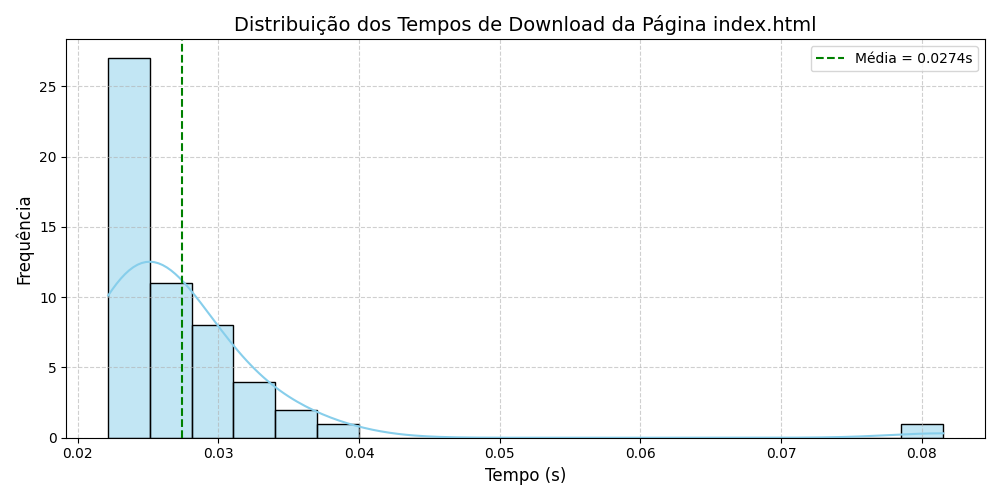 Distribuição dos Tempos de Download da Página index.html
Média = 0.0274s
Frequência
25
20
15
10
5
0
0.02 0.03 0.04 0.05 0.06 0.07 0.08
Tempo (s)